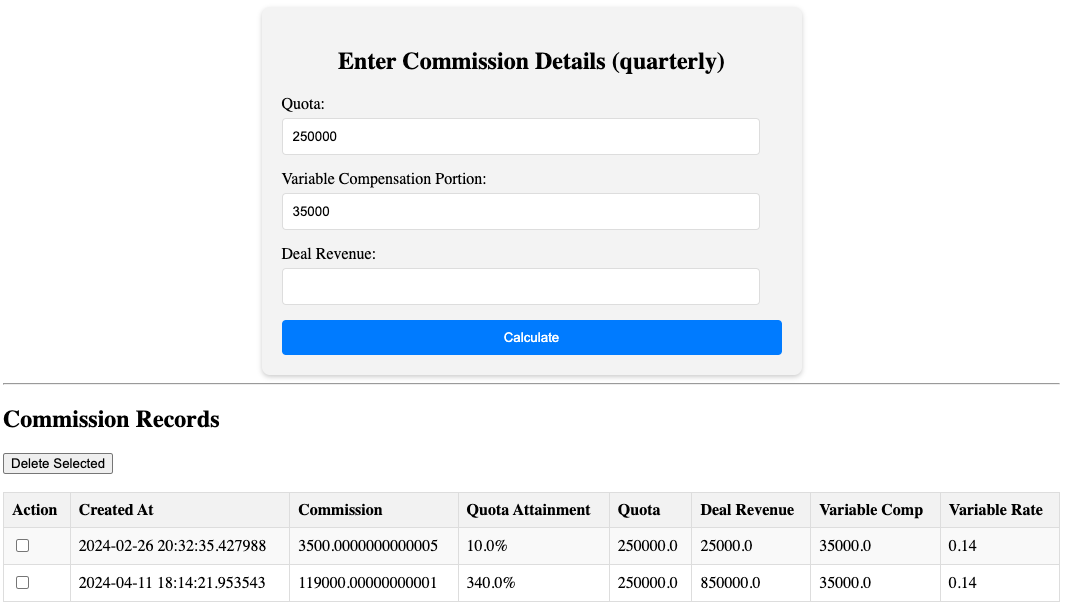 Enter Commission Details (quarterly)
Quota:
250000
Variable Compensation Portion:
35000
Deal Revenue:
Calculate
Commission Records
Delete Selected
Action Created At Commission Quota Attainment Quota Deal Revenue Variable Comp Variable Rate
2024-02-26 20:32:35.427988 3500.0000000000005 10.0% 250000.0 25000.0 35000.0 0.14
2024-04-11 18:14:21.953543 119000.00000000001 340.0% 250000.0 850000.0 35000.0 0.14